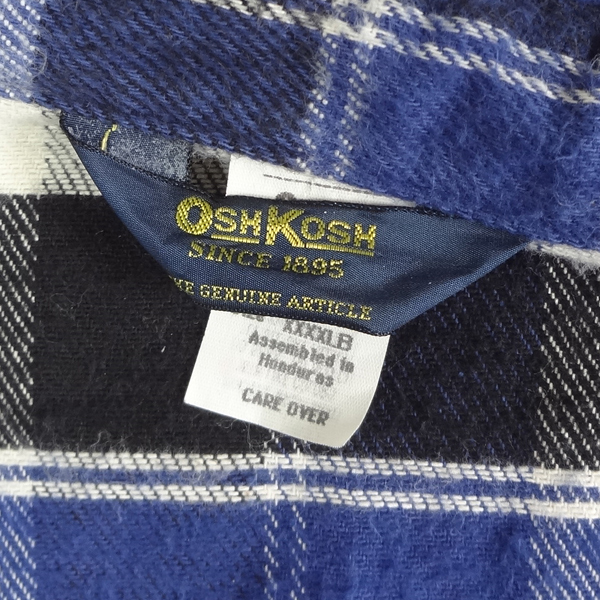 OSHKOSH
SINCE 1895
THE GENUINE ARTICLE
XXXXLB
Assembled in
Honduras
CARE OVER